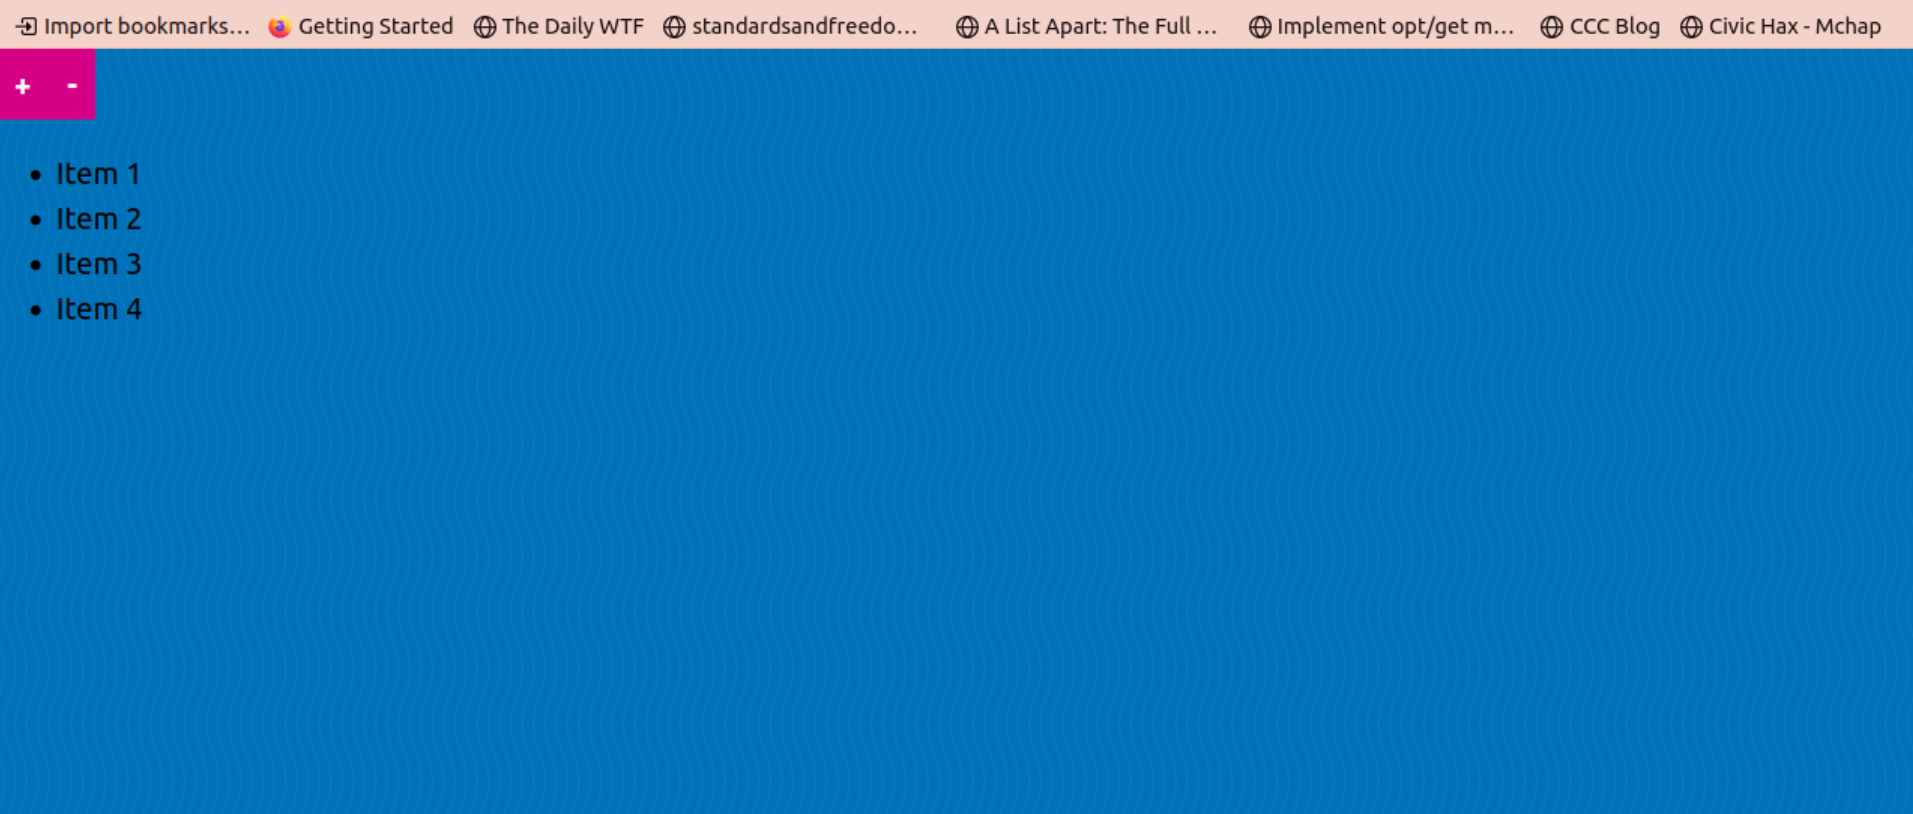 Import bookmarks... Getting Started The Daily WTF standardsandfreedo... A List Apart: The Full ... Implement opt/get m... CCC Blog Civic Hax - Mchap
+ -
• Item 1
• Item 2
• Item 3
• Item 4